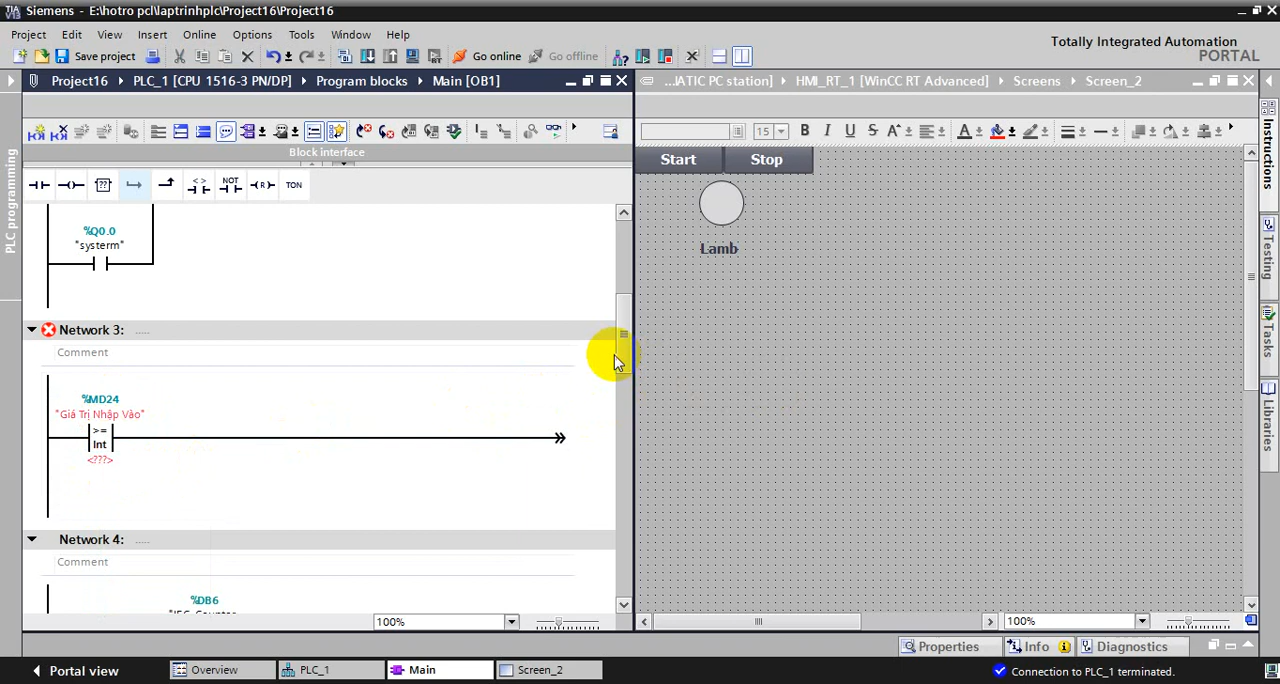 Siemens - E:\hotro pcl\laptrinhplc\Project16\Project16
Project Edit View Insert Online Options Tools Window Help
Totally Integrated Automation
PORTAL
Save project
Go online
Go offline
Project16 ▸ PLC_1 [CPU 1516-3 PN/DP] ▸ Program blocks ▸ Main [OB1]
...ATIC PC station] ▸ HMI_RT_1 [WinCC RT Advanced] ▸ Screens ▸ Screen_2
15
B I U S A
Block interface
??
NOT
TON
Start
Stop
Lamb
%Q0.0
"systerm"
Network 3: .....
Comment
%MD24
"Giá Trị Nhập Vào"
>=
Int
<???>
Network 4: .....
Comment
%DB6
100%
100%
PLC programming
Instructions
Testing
Tasks
Libraries
Properties
Info
Diagnostics
Portal view
Overview
PLC_1
Main
Screen_2
Connection to PLC_1 terminated.